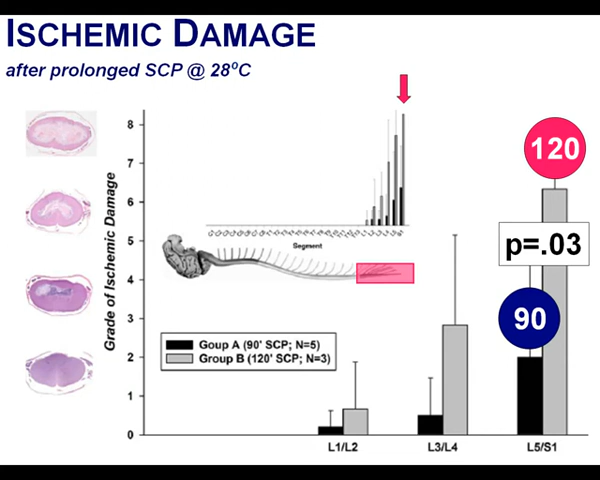 ISCHEMIC DAMAGE
after prolonged SCP @ 28ºC
120
p=.03
90
Grade of Ischemic Damage
8
7
6
5
4
3
2
1
0
Segment
Goup A (90' SCP; N=5)
Group B (120' SCP; N=3)
L1/L2
L3/L4
L5/S1